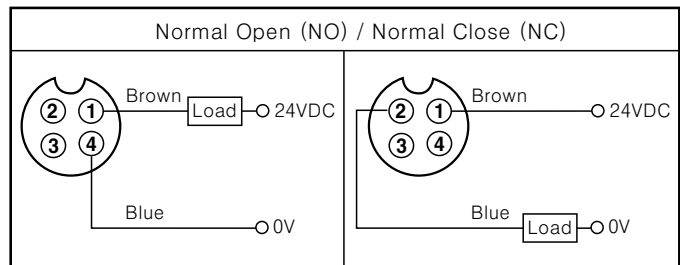 Normal Open (NO) / Normal Close (NC)
2 1 Brown Load 24VDC
3 4
Blue 0V
2 1 Brown 24VDC
3 4
Blue Load 0V